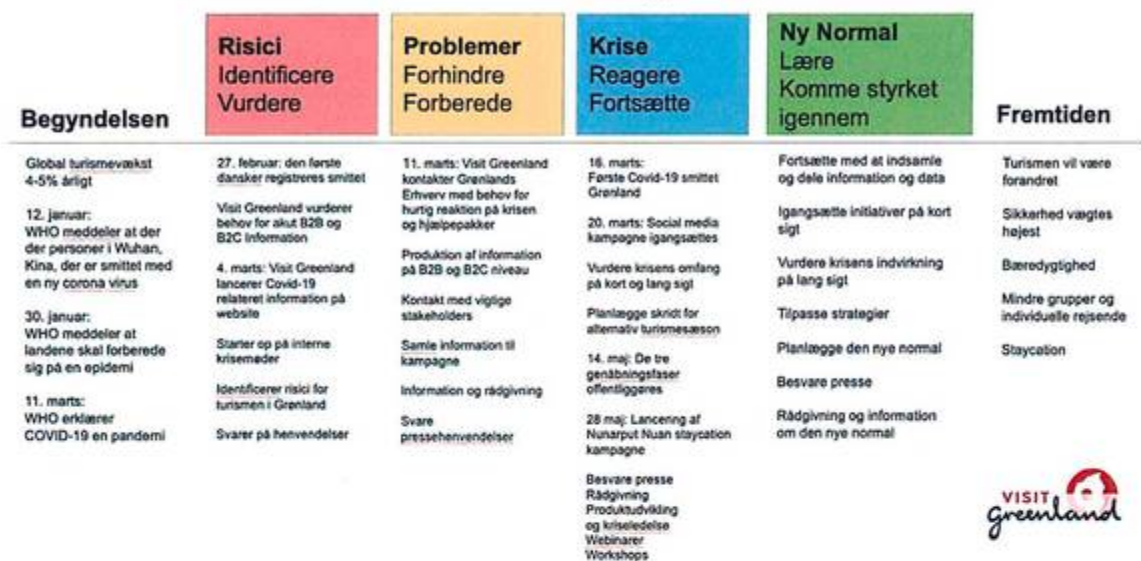 Begyndelsen
Global turismevækst
4-5% årligt
12. januar:
WHO meddeler at der
der personer i Wuhan,
Kina, der er smittet med
en ny corona virus
30. januar:
WHO meddeler at
landene skal forberede
sig på en epidemi
11. marts:
WHO erklærer
COVID-19 en pandemi
Risici
Identificere
Vurdere
27. februar: den første
dansker registreres smittet
Visit Greenland vurderer
behov for akut B2B og
B2C Information
4. marts: Visit Greenland
lancerer Covid-19
relateret information på
website
Starter op på interne
krisemøder
Identificerer risici for
turismen i Grønland
Svarer på henvendelser
Problemer
Forhindre
Forberede
11. marts: Visit Greenland
kontakter Grønlands
Erhverv med behov for
hurtig reaktion på krisen
og hjælpepakker
Produktion af information
på B2B og B2C niveau
Kontakt med vigtige
stakeholders
Samle information til
kampagne
Information og rådgivning
Svare
pressehenvendelser
Krise
Reagere
Fortsætte
16. marts:
Første Covid-19 smittet
Grønland
20. marts: Social media
kampagne igangsættes
Vurdere krisens omfang
på kort og lang sigt
Planlægge skridt for
alternativ turismesæson
14. maj: De tre
genåbningsfaser
offentliggøres
28 maj: Lancering af
Nunarput Nuan staycation
kampagne
Besvare presse
Rådgivning
Produktudvikling
og kriseledelse
Webinarer
Workshops
Ny Normal
Lære
Komme styrket
igennem
Fortsætte med at indsamle
og dele information og data
Igangsætte initiativer på kort
sigt
Vurdere krisens indvirkning
på lang sigt
Tilpasse strategier
Planlægge den nye normal
Besvare presse
Rådgivning og information
om den nye normal
Fremtiden
Turismen vil være
forandret
Sikkerhed vægtes
højest
Bæredygtighed
Mindre grupper og
individuelle rejsende
Staycation
VISIT
Greenland